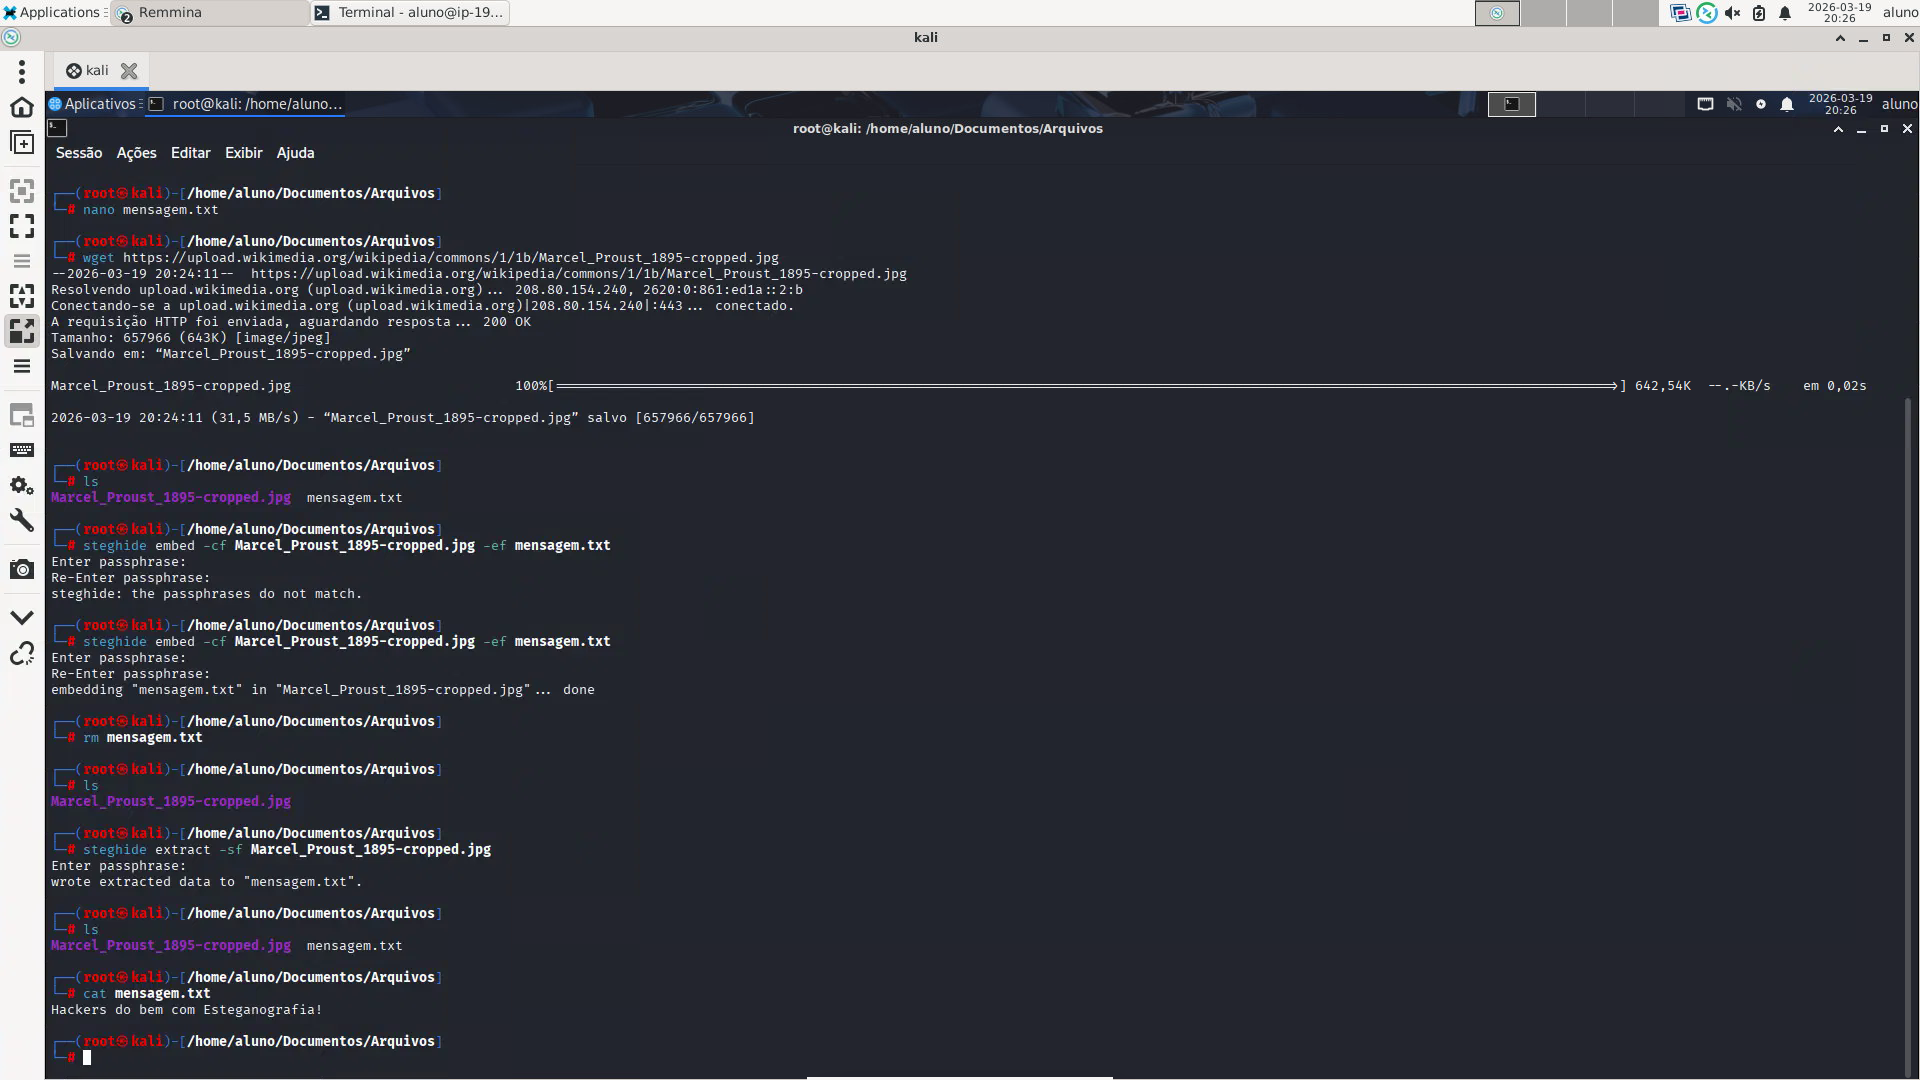 Applications
Remmina
Terminal - aluno@ip-19...
2026-03-19
20:26
aluno
kali
kali
Aplicativos
root@kali: /home/aluno...
2026-03-19
20:26
aluno
root@kali: /home/aluno/Documentos/Arquivos
Sessão Ações Editar Exibir Ajuda
┌──(root㉿kali)-[/home/aluno/Documentos/Arquivos]
└─# nano mensagem.txt
┌──(root㉿kali)-[/home/aluno/Documentos/Arquivos]
└─# wget https://upload.wikimedia.org/wikipedia/commons/1/1b/Marcel_Proust_1895-cropped.jpg
--2026-03-19 20:24:11--  https://upload.wikimedia.org/wikipedia/commons/1/1b/Marcel_Proust_1895-cropped.jpg
Resolvendo upload.wikimedia.org (upload.wikimedia.org)... 208.80.154.240, 2620:0:861:ed1a::2:b
Conectando-se a upload.wikimedia.org (upload.wikimedia.org)|208.80.154.240|:443... conectado.
A requisição HTTP foi enviada, aguardando resposta... 200 OK
Tamanho: 657966 (643K) [image/jpeg]
Salvando em: “Marcel_Proust_1895-cropped.jpg”
Marcel_Proust_1895-cropped.jpg 100%[=====================>] 642,54K --.-KB/s em 0,02s
2026-03-19 20:24:11 (31,5 MB/s) - “Marcel_Proust_1895-cropped.jpg” salvo [657966/657966]
┌──(root㉿kali)-[/home/aluno/Documentos/Arquivos]
└─# ls
Marcel_Proust_1895-cropped.jpg  mensagem.txt
┌──(root㉿kali)-[/home/aluno/Documentos/Arquivos]
└─# steghide embed -cf Marcel_Proust_1895-cropped.jpg -ef mensagem.txt
Enter passphrase:
Re-Enter passphrase:
steghide: the passphrases do not match.
┌──(root㉿kali)-[/home/aluno/Documentos/Arquivos]
└─# steghide embed -cf Marcel_Proust_1895-cropped.jpg -ef mensagem.txt
Enter passphrase:
Re-Enter passphrase:
embedding "mensagem.txt" in "Marcel_Proust_1895-cropped.jpg"... done
┌──(root㉿kali)-[/home/aluno/Documentos/Arquivos]
└─# rm mensagem.txt
┌──(root㉿kali)-[/home/aluno/Documentos/Arquivos]
└─# ls
Marcel_Proust_1895-cropped.jpg
┌──(root㉿kali)-[/home/aluno/Documentos/Arquivos]
└─# steghide extract -sf Marcel_Proust_1895-cropped.jpg
Enter passphrase:
wrote extracted data to "mensagem.txt".
┌──(root㉿kali)-[/home/aluno/Documentos/Arquivos]
└─# ls
Marcel_Proust_1895-cropped.jpg  mensagem.txt
┌──(root㉿kali)-[/home/aluno/Documentos/Arquivos]
└─# cat mensagem.txt
Hackers do bem com Esteganografia!
┌──(root㉿kali)-[/home/aluno/Documentos/Arquivos]
└─#